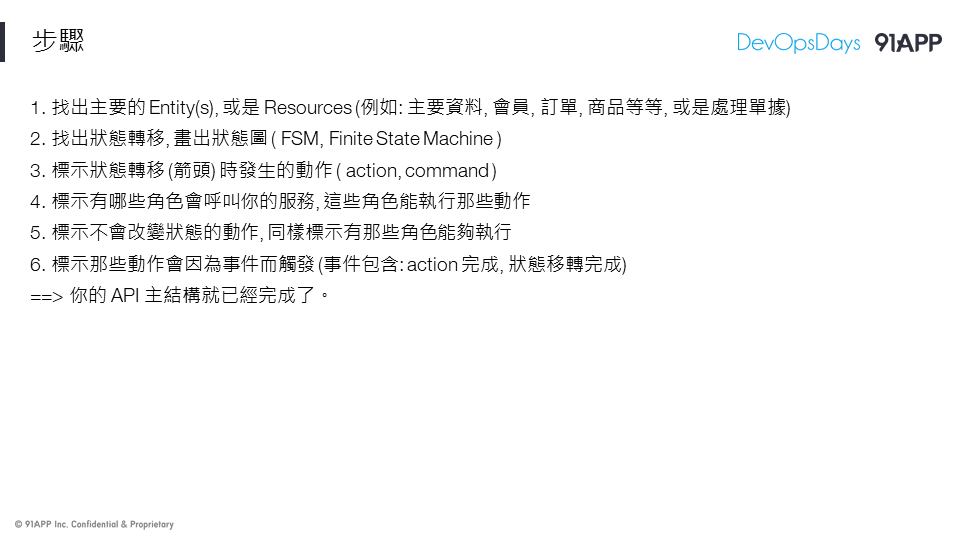 步驟
DevOpsDays 91APP
1. 找出主要的 Entity(s), 或是 Resources (例如: 主要資料, 會員, 訂單, 商品等等, 或是處理單據)
2. 找出狀態轉移, 畫出狀態圖 ( FSM, Finite State Machine )
3. 標示狀態轉移 (箭頭) 時發生的動作 ( action, command )
4. 標示有哪些角色會呼叫你的服務, 這些角色能執行那些動作
5. 標示不會改變狀態的動作, 同樣標示有那些角色能夠執行
6. 標示那些動作會因為事件而觸發 (事件包含: action 完成, 狀態移轉完成)
==> 你的 API 主結構就已經完成了。
© 91APP Inc. Confidential & Proprietary